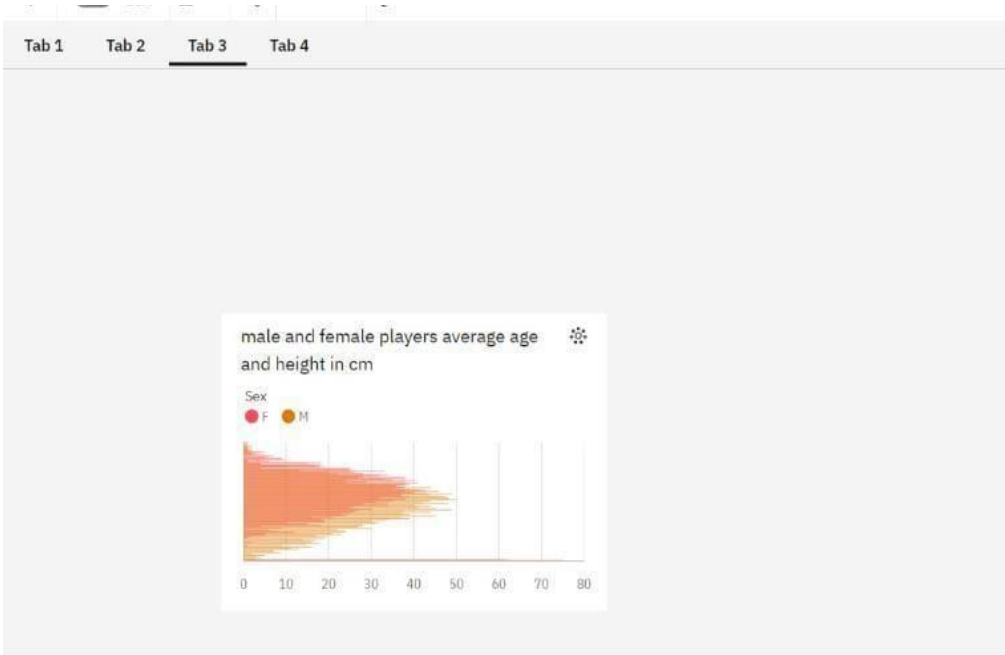 Tab 1 Tab 2 Tab 3 Tab 4
male and female players average age
and height in cm
Sex
F M
0 10 20 30 40 50 60 70 80